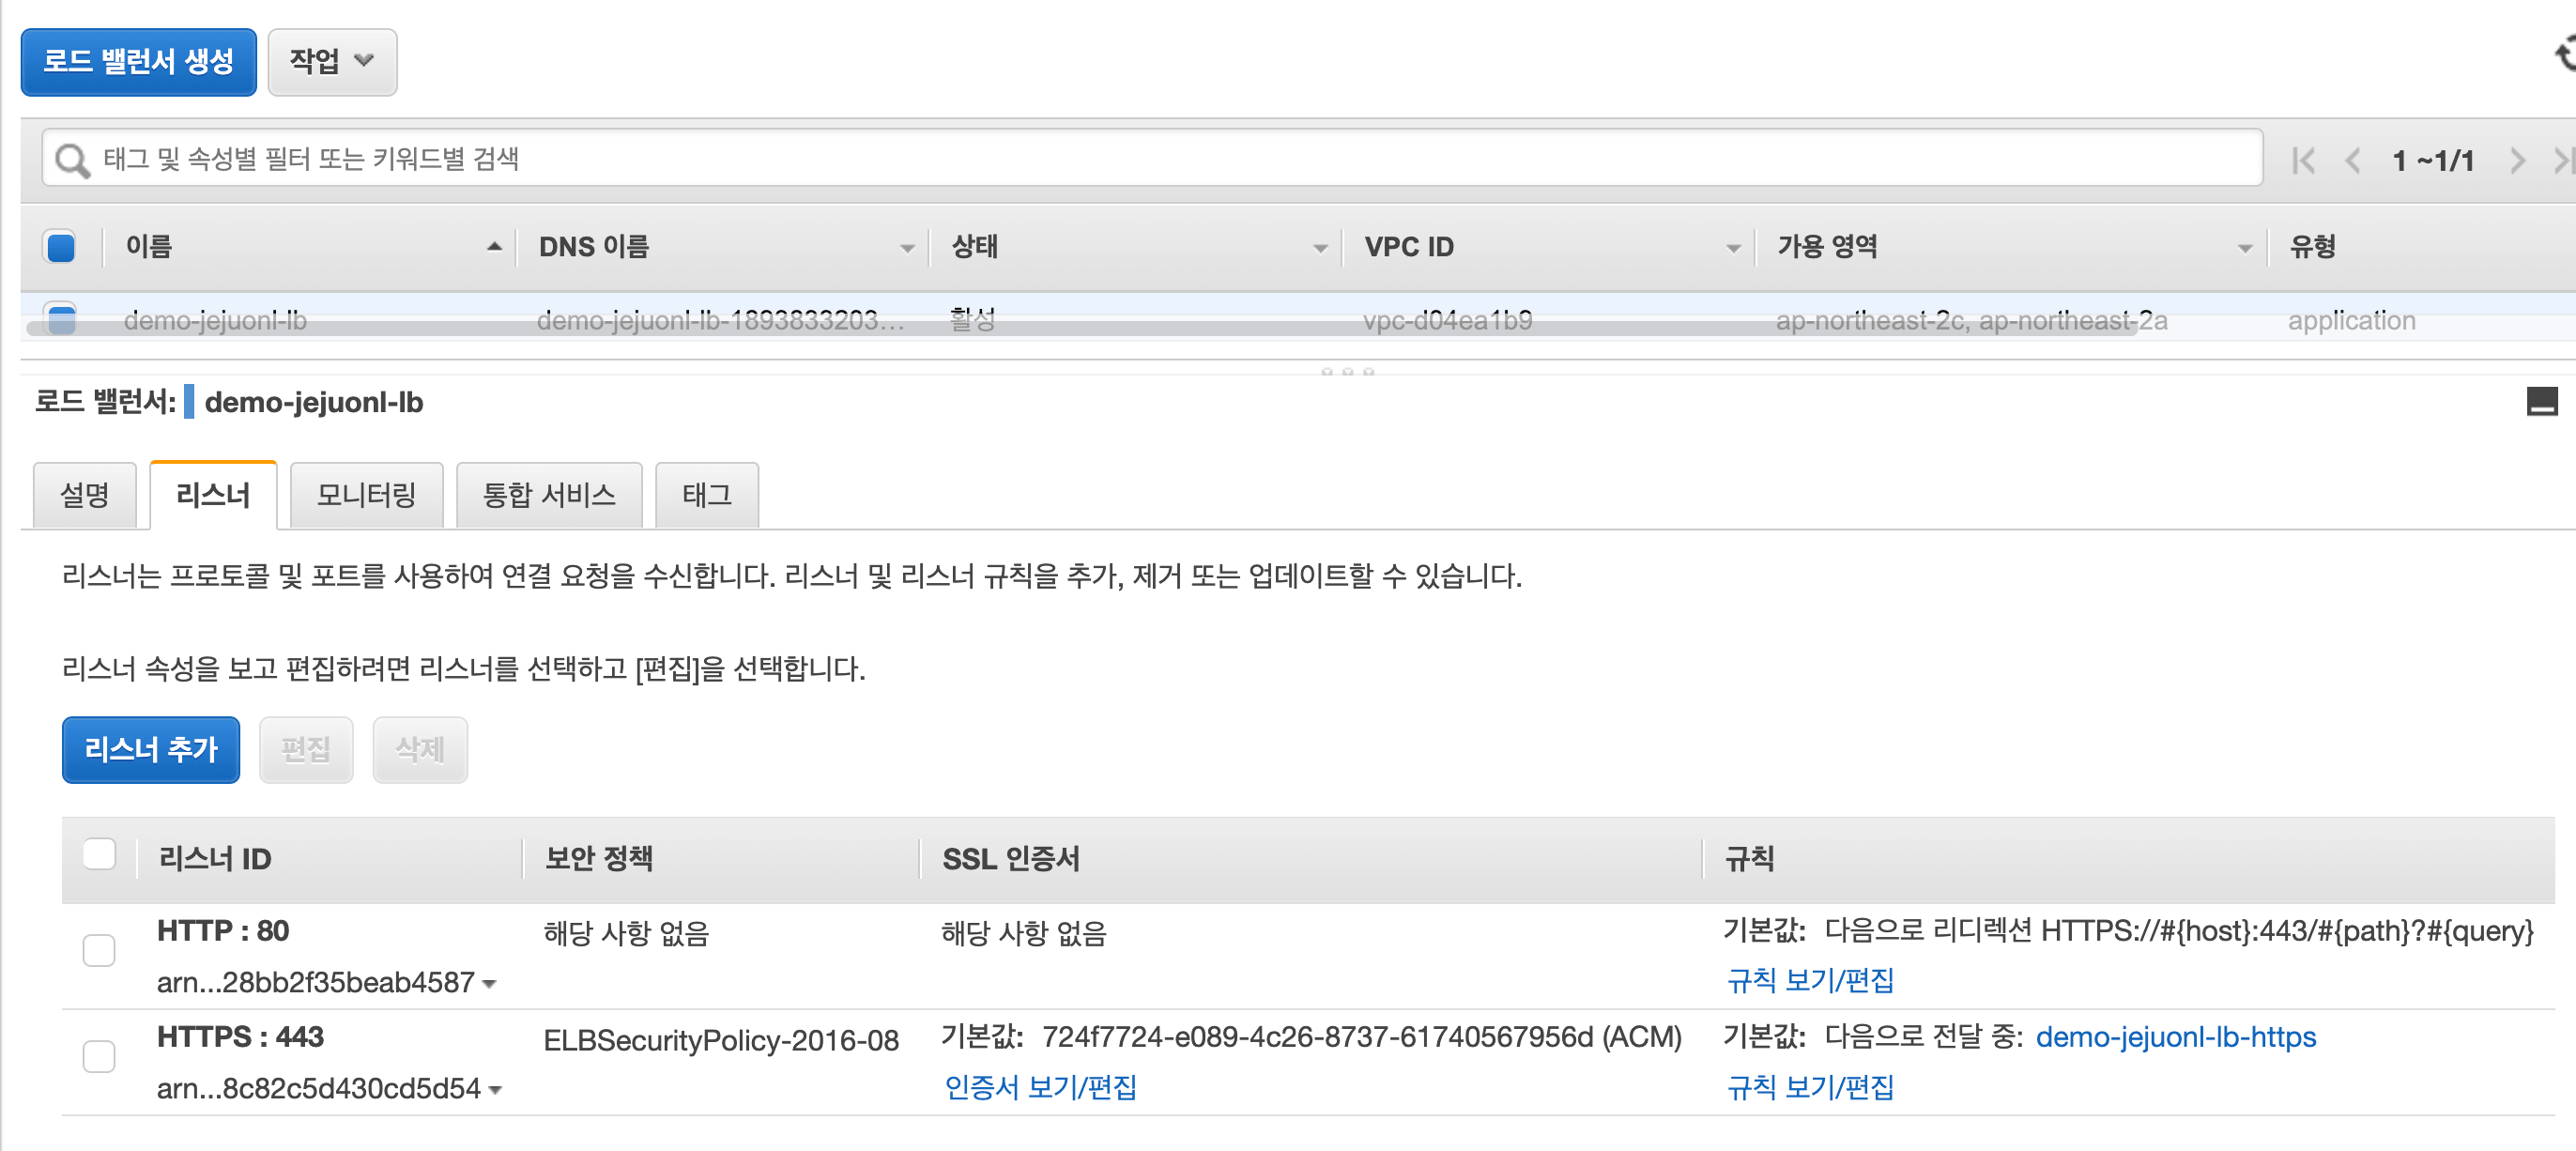 로드 밸런서 생성 작업
태그 및 속성별 필터 또는 키워드별 검색 1 ~1/1
이름 DNS 이름 상태 VPC ID 가용 영역 유형
demo-jejuonl-lb demo-jejuonl-lb-1893833203... 활성 vpc-d04ea1b9 ap-northeast-2c, ap-northeast-2a application
로드 밸런서: demo-jejuonl-lb
설명 리스너 모니터링 통합 서비스 태그
리스너는 프로토콜 및 포트를 사용하여 연결 요청을 수신합니다. 리스너 및 리스너 규칙을 추가, 제거 또는 업데이트할 수 있습니다.
리스너 속성을 보고 편집하려면 리스너를 선택하고 [편집]을 선택합니다.
리스너 추가 편집 삭제
리스너 ID 보안 정책 SSL 인증서 규칙
HTTP : 80 해당 사항 없음 해당 사항 없음 기본값: 다음으로 리디렉션 HTTPS://#{host}:443/#{path}?#{query}
arn...28bb2f35beab4587 규칙 보기/편집
HTTPS : 443 ELBSecurityPolicy-2016-08 기본값: 724f7724-e089-4c26-8737-61740567956d (ACM) 기본값: 다음으로 전달 중: demo-jejuonl-lb-https
arn...8c82c5d430cd5d54 인증서 보기/편집 규칙 보기/편집